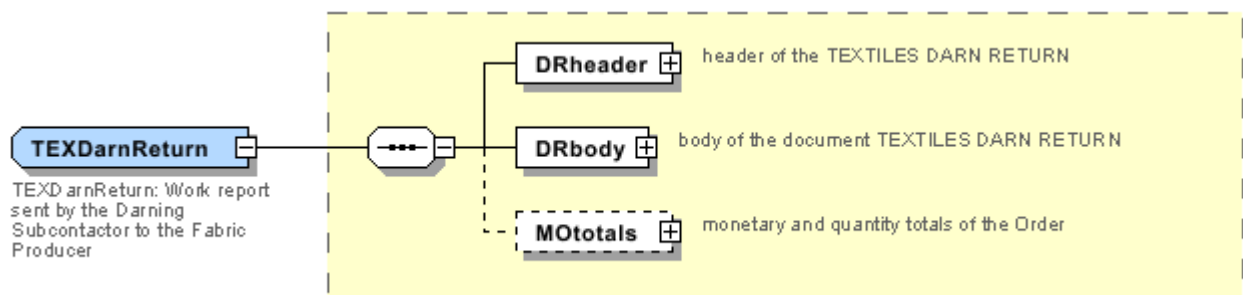 DRheader
header of the TEXTILES DARN RETURN
TEXDarnReturn
DRbody
body of the document TEXTILES DARN RETURN
TEXDarnReturn: Work report
sent by the Darning
Subcontactor to the Fabric
Producer
MOtotals
monetary and quantity totals of the Order